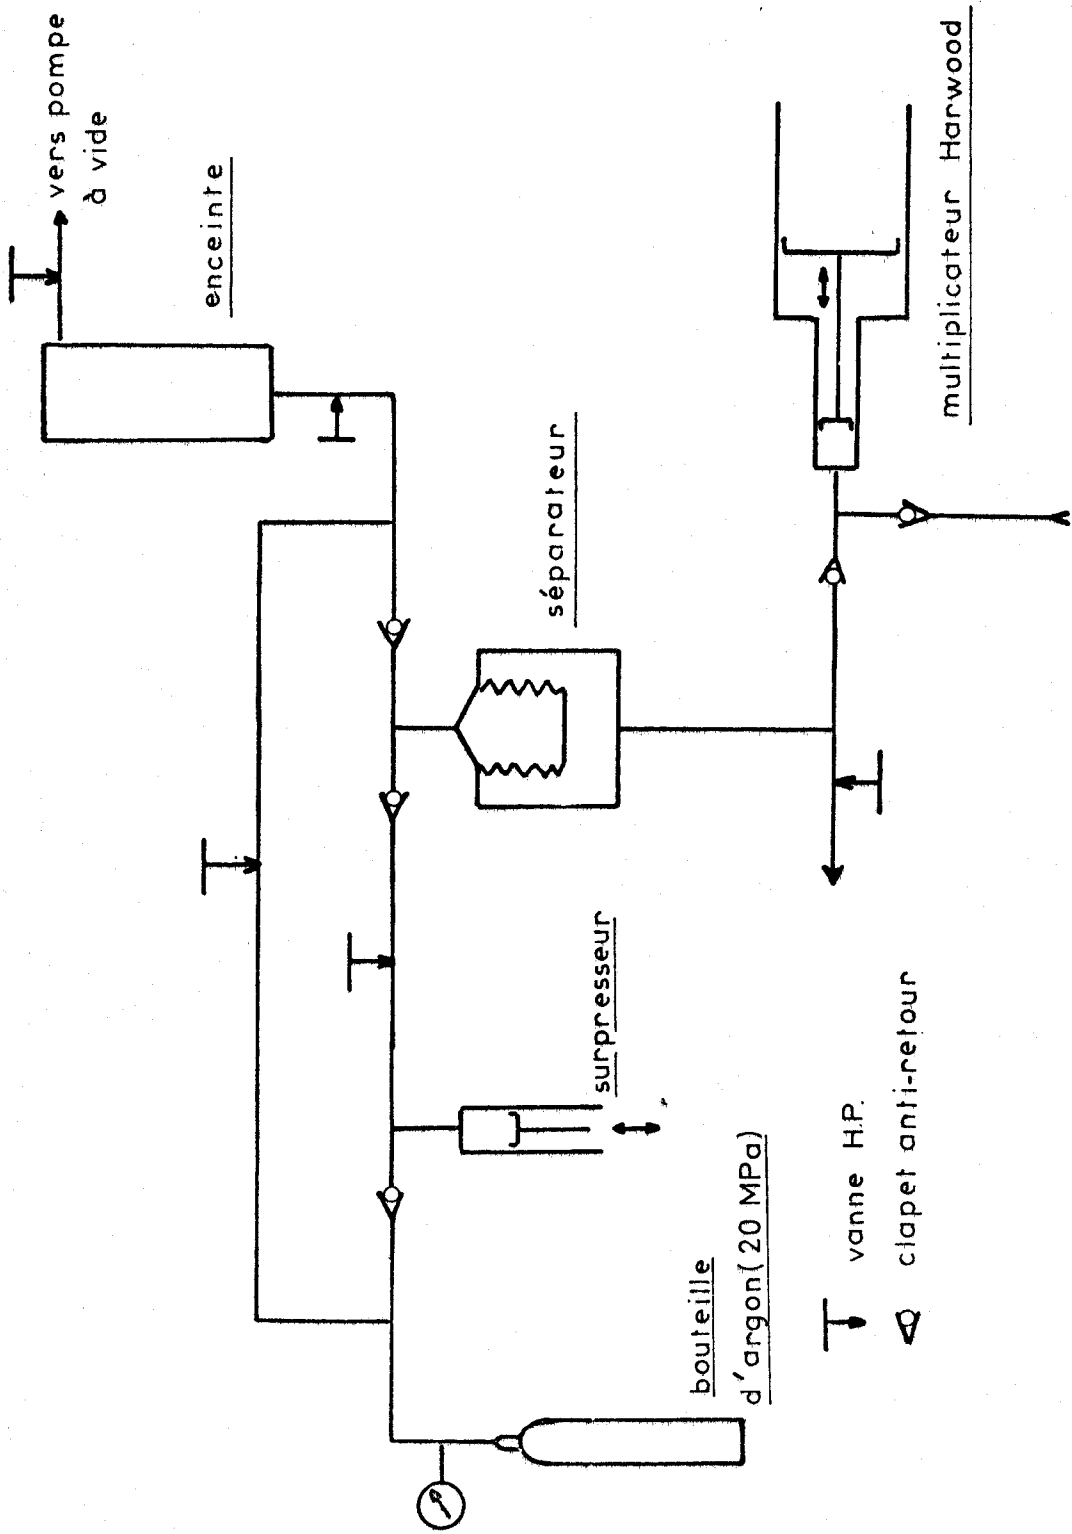 vers pompe
à vide
enceinte
séparateur
multiplicateur Harwood
surpresseur
bouteille
d'argon (20 MPa)
vanne H.P.
clapet anti-retour